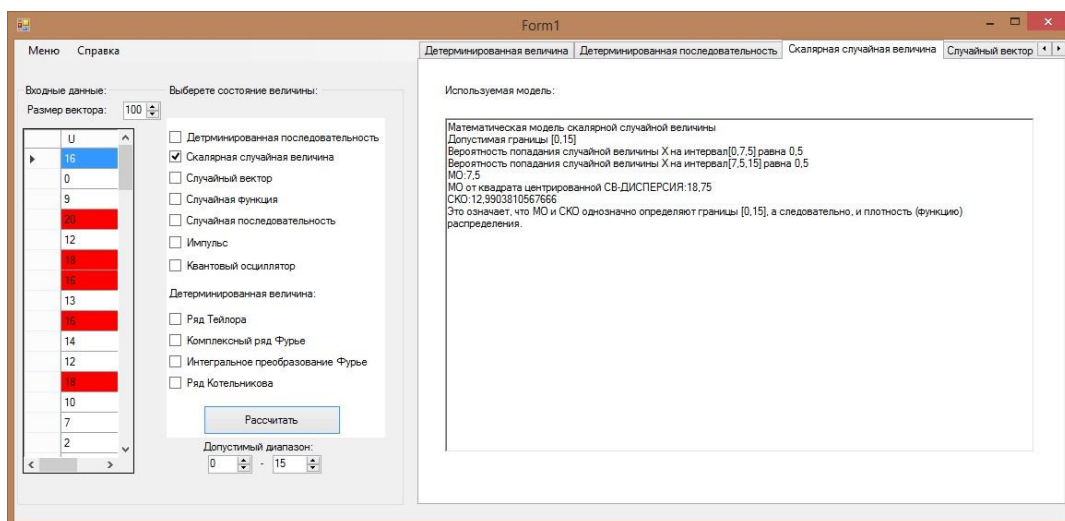 Form1
Меню Справка
Детерминированная величина Детерминированная последовательность Скалярная случайная величина Случайный вектор
Входные данные:
Размер вектора: 100
U
16
0
9
20
12
18
16
13
16
14
12
18
10
7
2
Выберете состояние величины:
Детрминированная последовательность
Скалярная случайная величина
Случайный вектор
Случайная функция
Случайная последовательность
Импульс
Квантовый осциллятор
Детерминированная величина:
Ряд Тейлора
Комплексный ряд Фурье
Интегральное преобразование Фурье
Ряд Котельникова
Рассчитать
Допустимый диапазон:
0 - 15
Используемая модель:
Математическая модель скалярной случайной величины
Допустимая границы [0,15]
Вероятность попадания случайной величины X на интервал[0,7,5] равна 0,5
Вероятность попадания случайной величины X на интервал[7,5,15] равна 0,5
МО:7,5
МО от квадрата центрированной СВ-ДИСПЕРСИЯ:18,75
СКО:12,9903810567666
Это означает, что МО и СКО однозначно определяют границы [0,15], а следовательно, и плотность (функцию)
распределения.